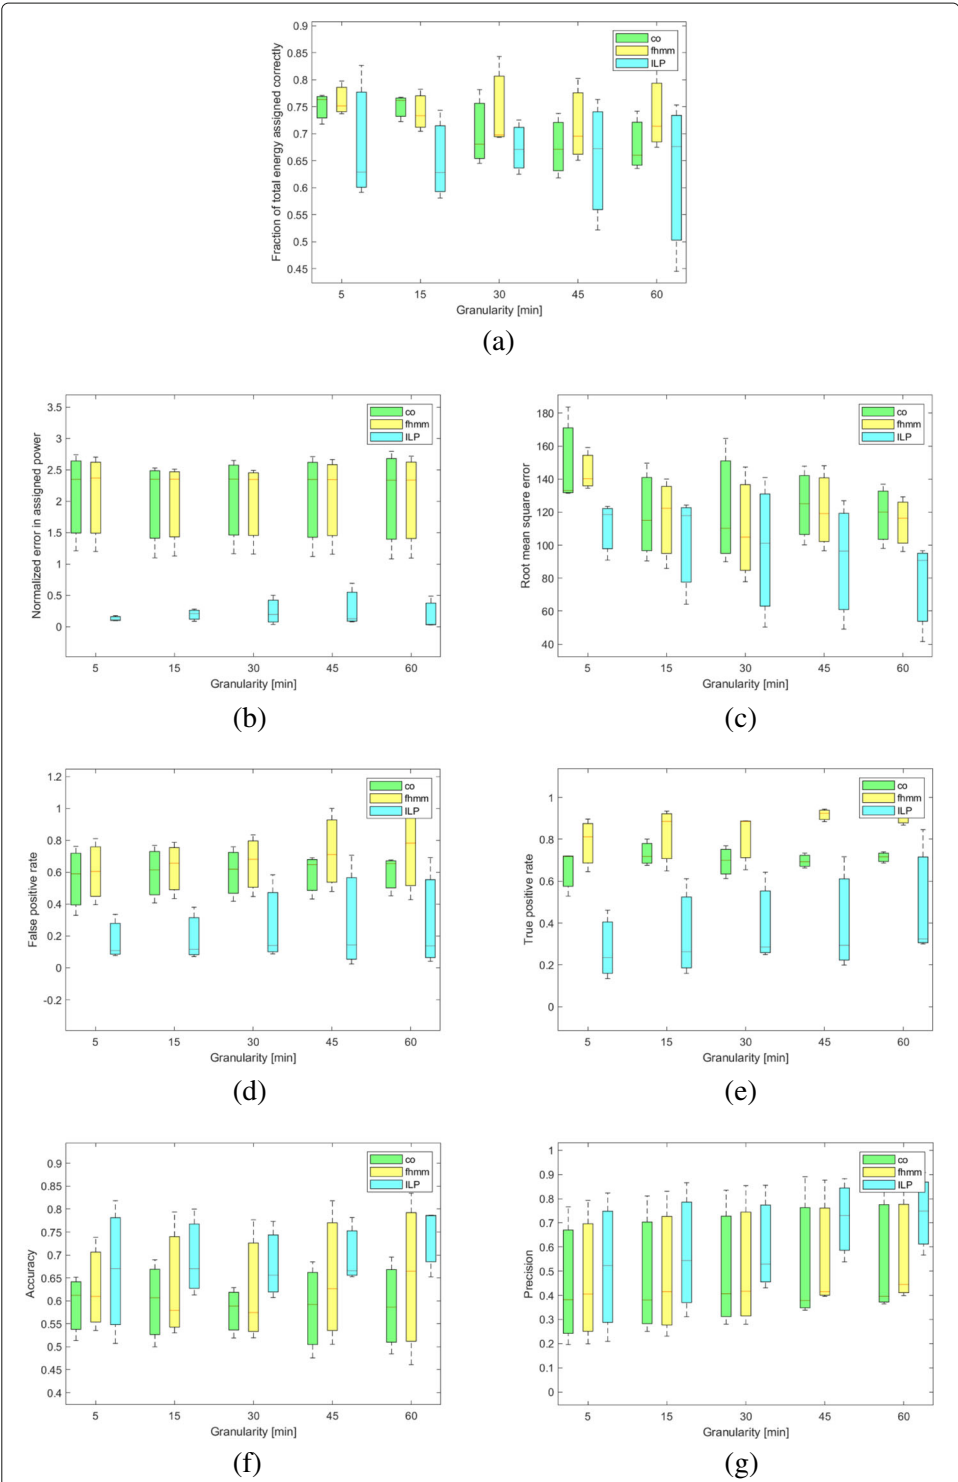 0.9
0.85
0.8
0.75
0.7
0.65
0.6
0.55
0.5
0.45
Fraction of total energy assigned correctly
co
fhmm
ILP
5 15 30 45 60
Granularity [min]
(a)
3.5
3
2.5
2
1.5
1
0.5
0
Normalized error in assigned power
co
fhmm
ILP
5 15 30 45 60
Granularity [min]
(b)
180
160
140
120
100
80
60
40
Root mean square error
co
fhmm
ILP
5 15 30 45 60
Granularity [min]
(c)
1.2
1
0.8
0.6
0.4
0.2
0
-0.2
False positive rate
co
fhmm
ILP
5 15 30 45 60
Granularity [min]
(d)
1
0.8
0.6
0.4
0.2
0
True positive rate
co
fhmm
ILP
5 15 30 45 60
Granularity [min]
(e)
0.9
0.85
0.8
0.75
0.7
0.65
0.6
0.55
0.5
0.45
0.4
Accuracy
co
fhmm
ILP
5 15 30 45 60
Granularity [min]
(f)
1
0.9
0.8
0.7
0.6
0.5
0.4
0.3
0.2
0.1
0
Precision
co
fhmm
ILP
5 15 30 45 60
Granularity [min]
(g)